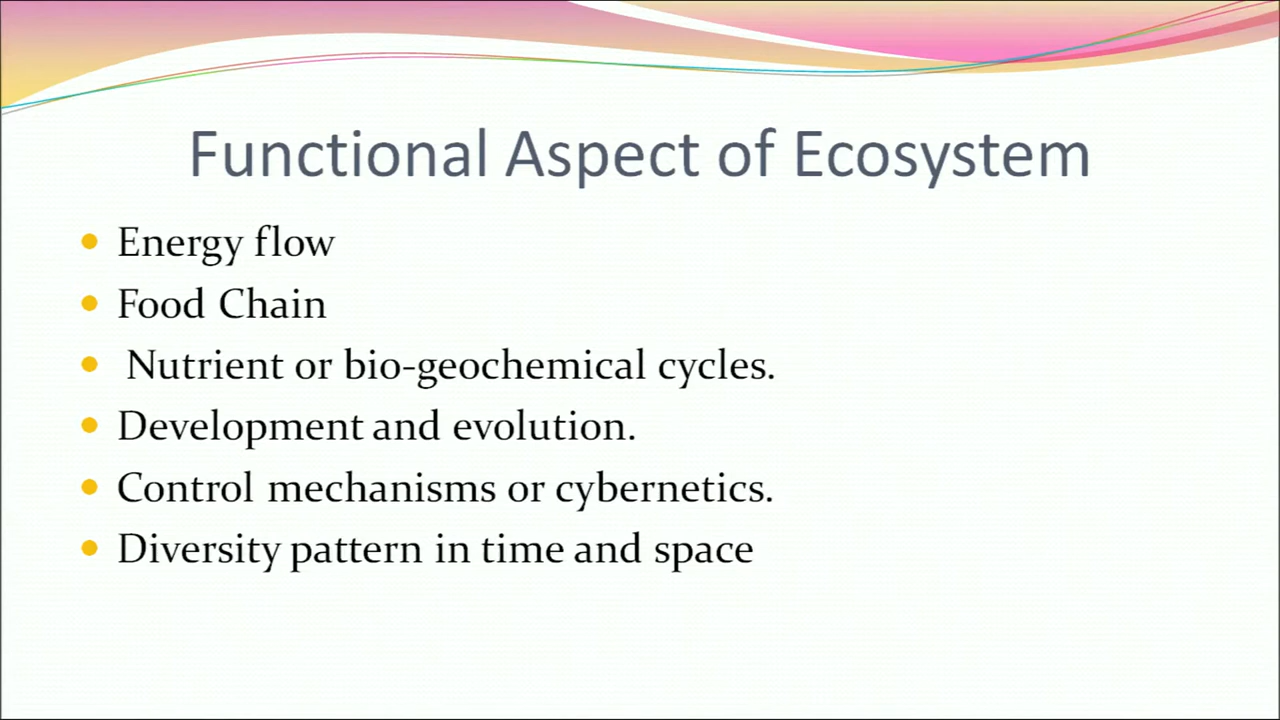 Functional Aspect of Ecosystem
Energy flow
Food Chain
Nutrient or bio-geochemical cycles.
Development and evolution.
Control mechanisms or cybernetics.
Diversity pattern in time and space